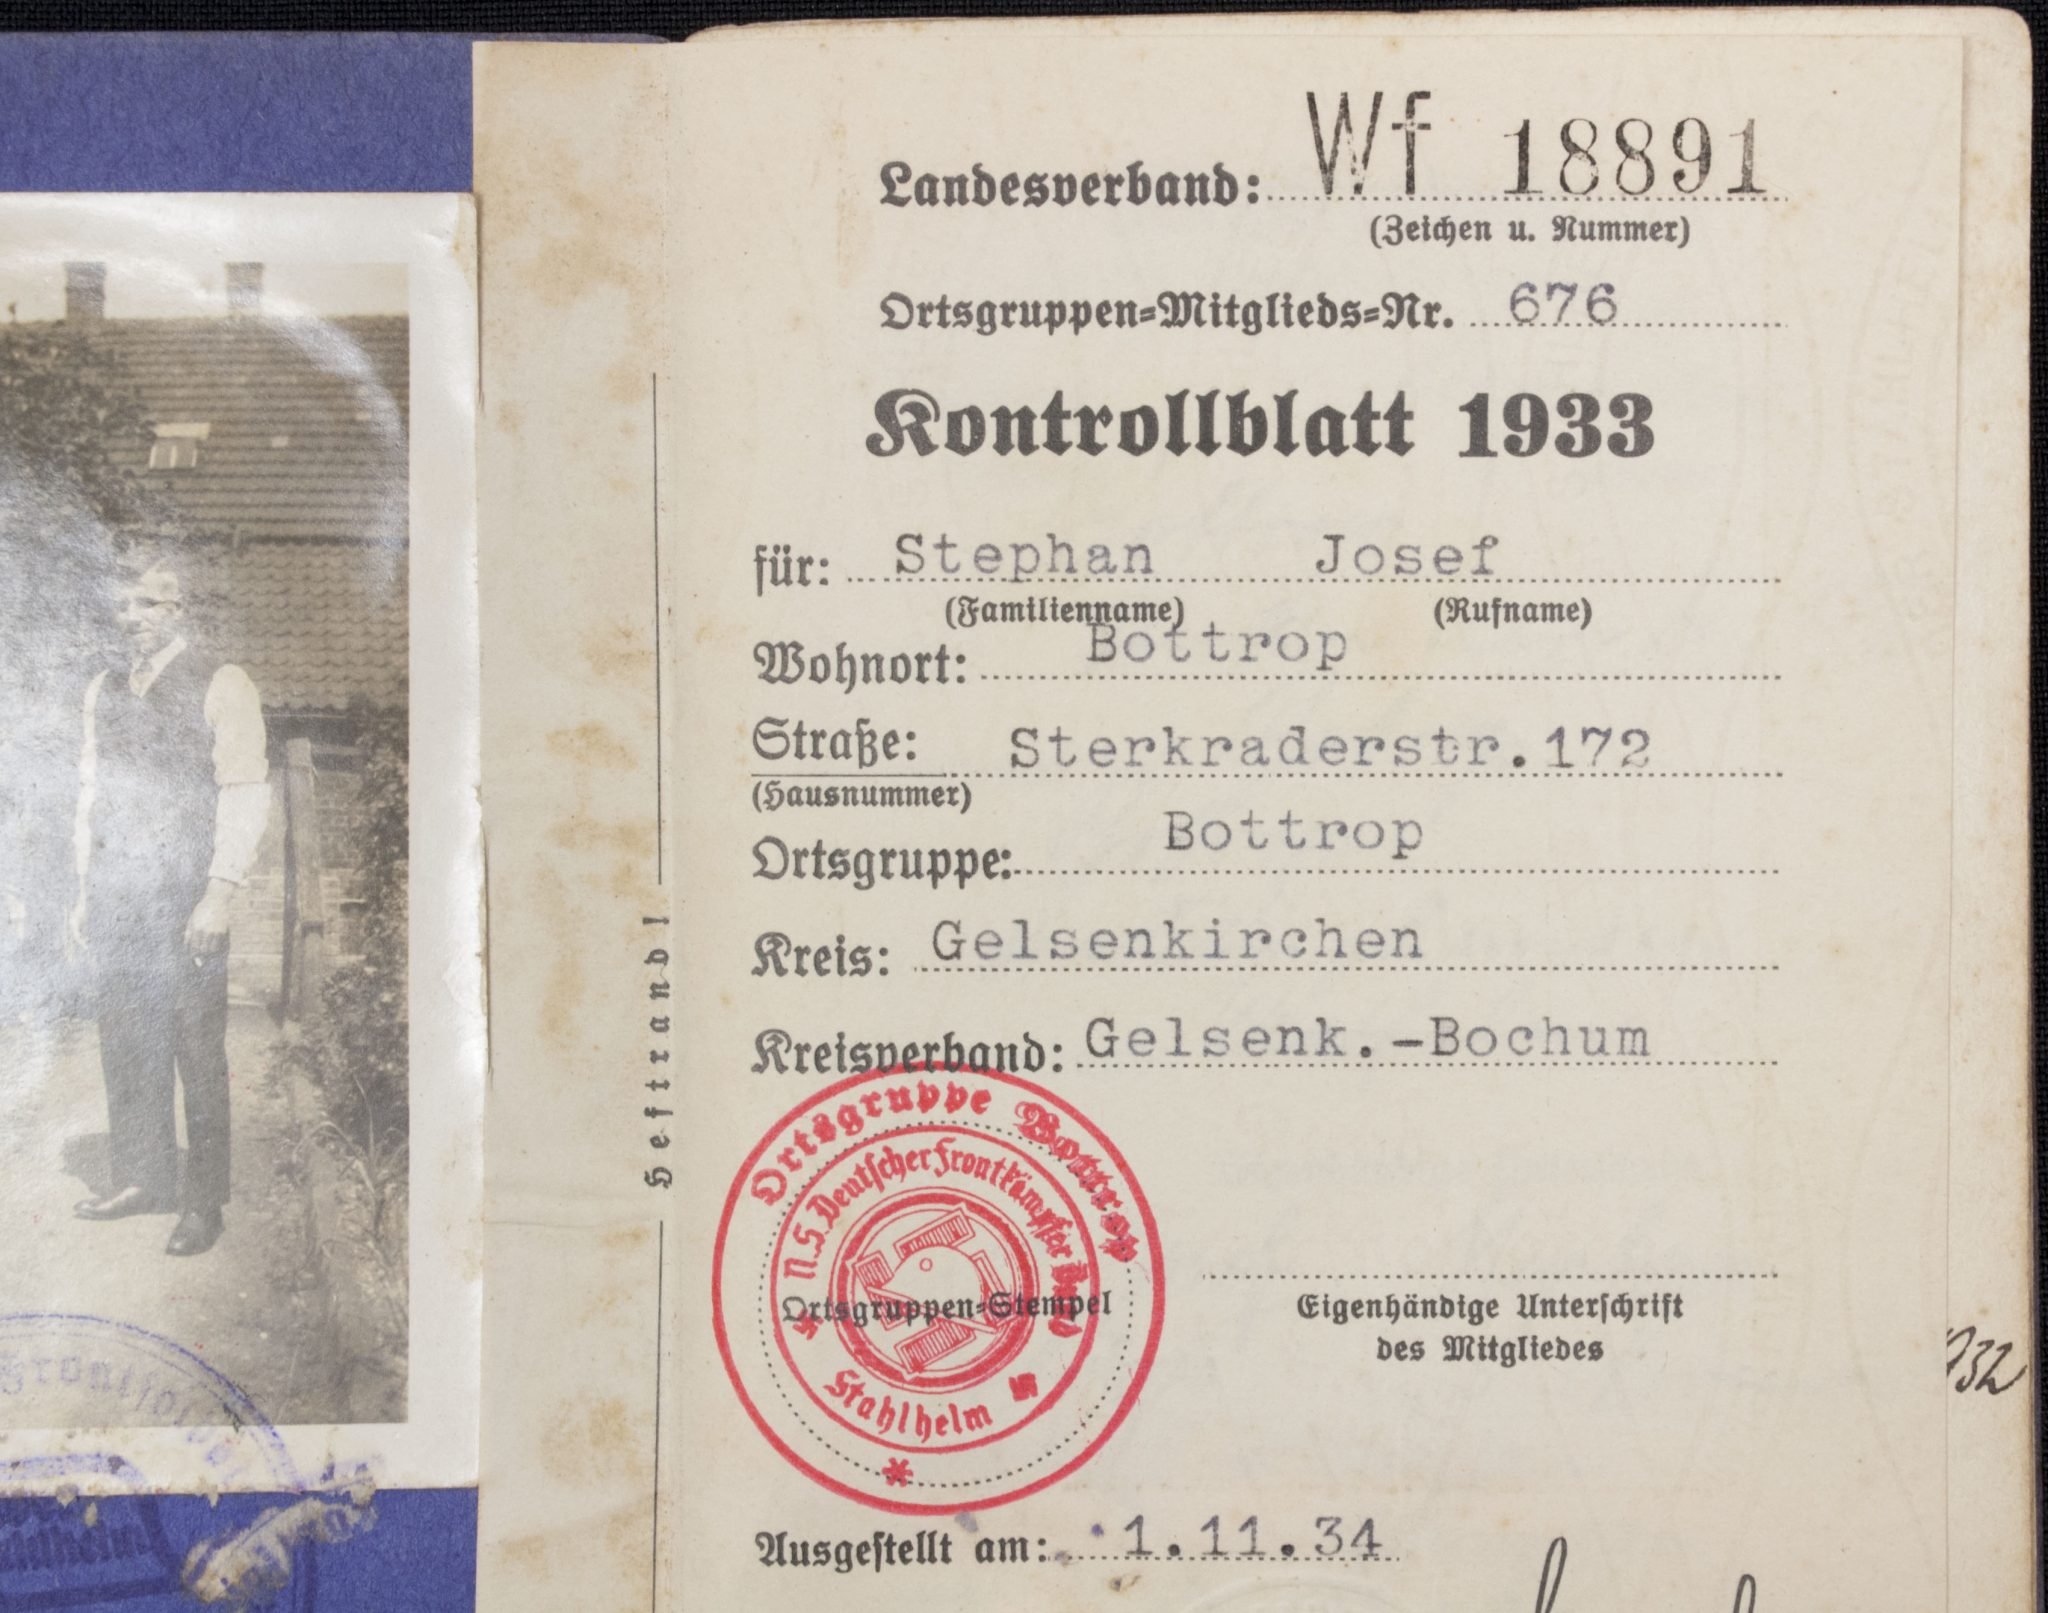 Landesverband: Wf 18891
(Zeichen u. Nummer)
Ortsgruppen=Mitglieds=Nr. 676
Kontrollblatt 1933
für: Stephan Josef
(Familienname) (Rufname)
Wohnort: Bottrop
Straße: Sterkraderstr.172
(Hausnummer)
Ortsgruppe: Bottrop
Kreis: Gelsenkirchen
Kreisverband: Gelsenk.-Bochum
Heftrand!
Ortsgruppe Bottrop
N.S. Deutscher Frontkämpfer Bund
Stahlhelm
Ortsgruppen=Stempel
Eigenhändige Unterschrift
des Mitgliedes
932
Ausgestellt am: 1.11.34